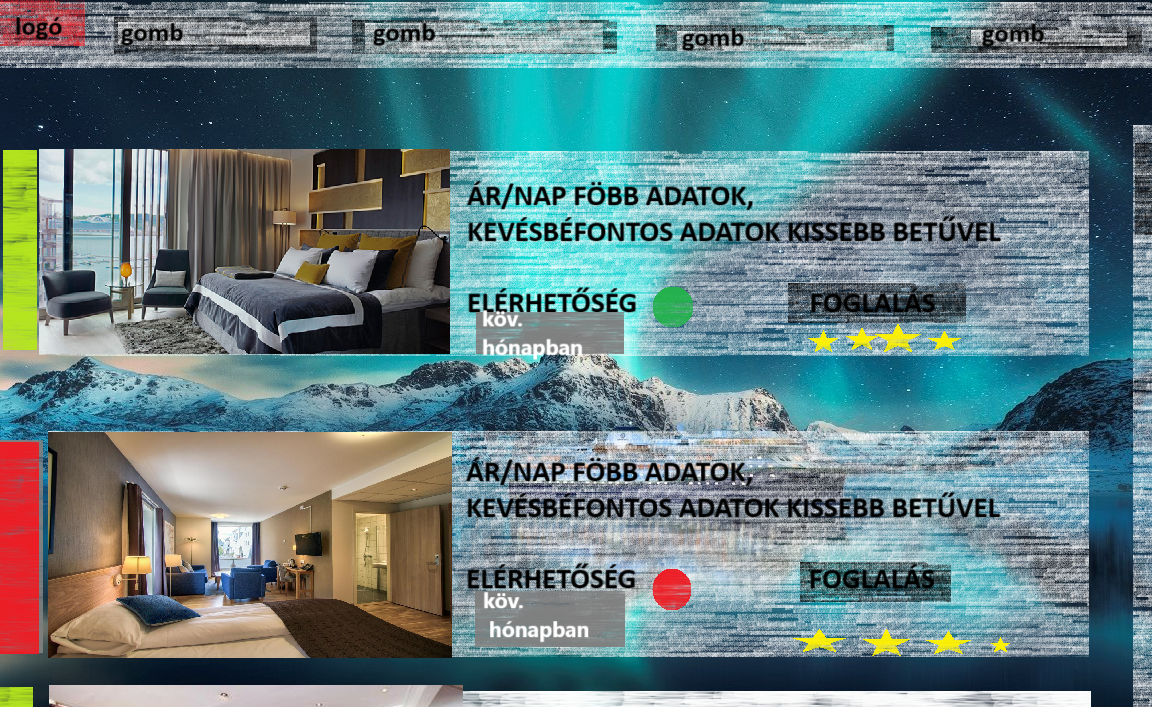 logó
gomb
gomb
gomb
gomb
ÁR/NAP FÖBB ADATOK,
KEVÉSBÉFONTOS ADATOK KISSEBB BETŰVEL
ELÉRHETŐSÉG
FOGLALÁS
köv.
hónapban
ÁR/NAP FÖBB ADATOK,
KEVÉSBÉFONTOS ADATOK KISSEBB BETŰVEL
ELÉRHETŐSÉG
FOGLALÁS
köv.
hónapban